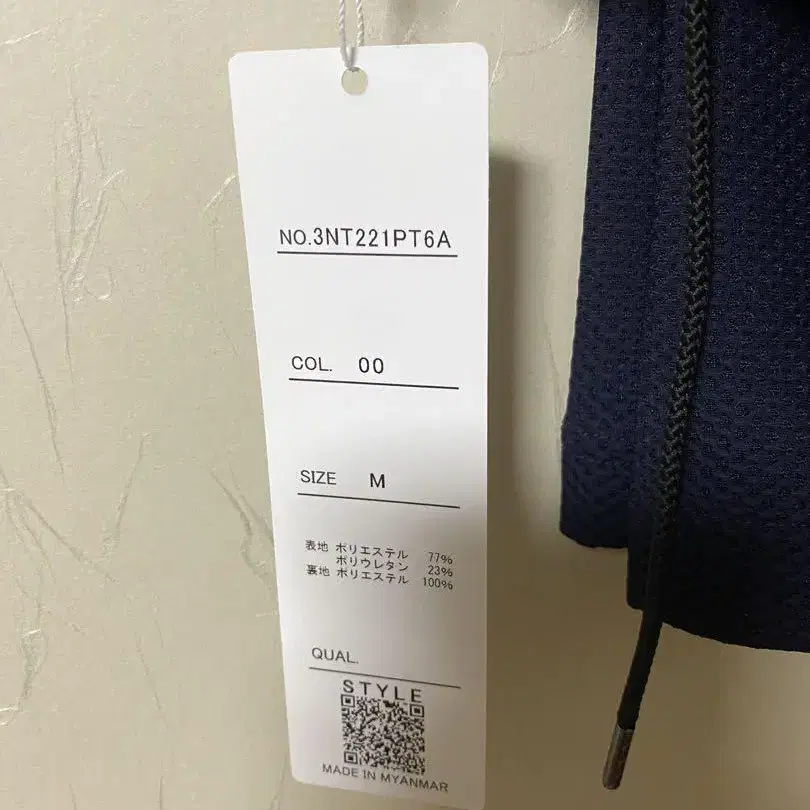 NO.3NT221PT6A
COL. 00
SIZE M
表地 ポリエステル 77%
ポリウレタン 23%
裏地 ポリエステル 100%
QUAL.
STYLE
MADE IN MYANMAR